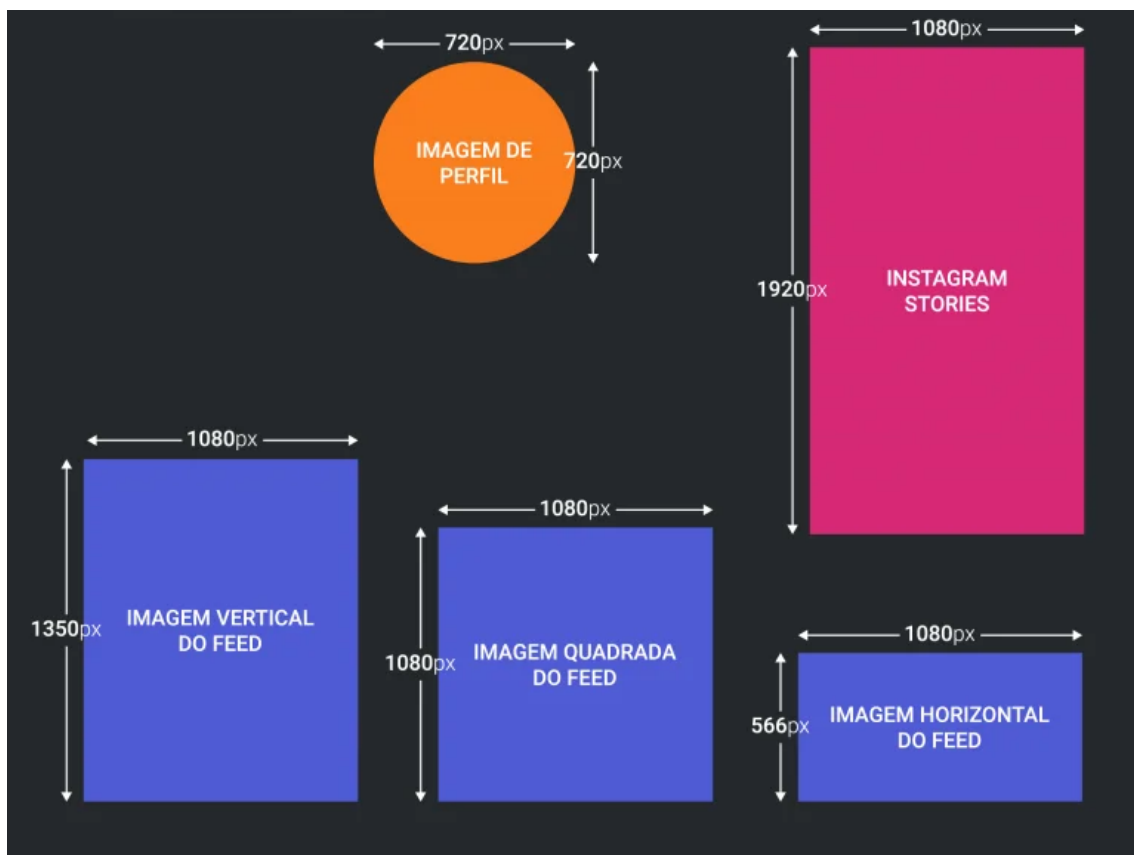 720px
IMAGEM DE
PERFIL
720px
1080px
1920px
INSTAGRAM
STORIES
1080px
1350px
IMAGEM VERTICAL
DO FEED
1080px
1080px
IMAGEM QUADRADA
DO FEED
1080px
566px
IMAGEM HORIZONTAL
DO FEED